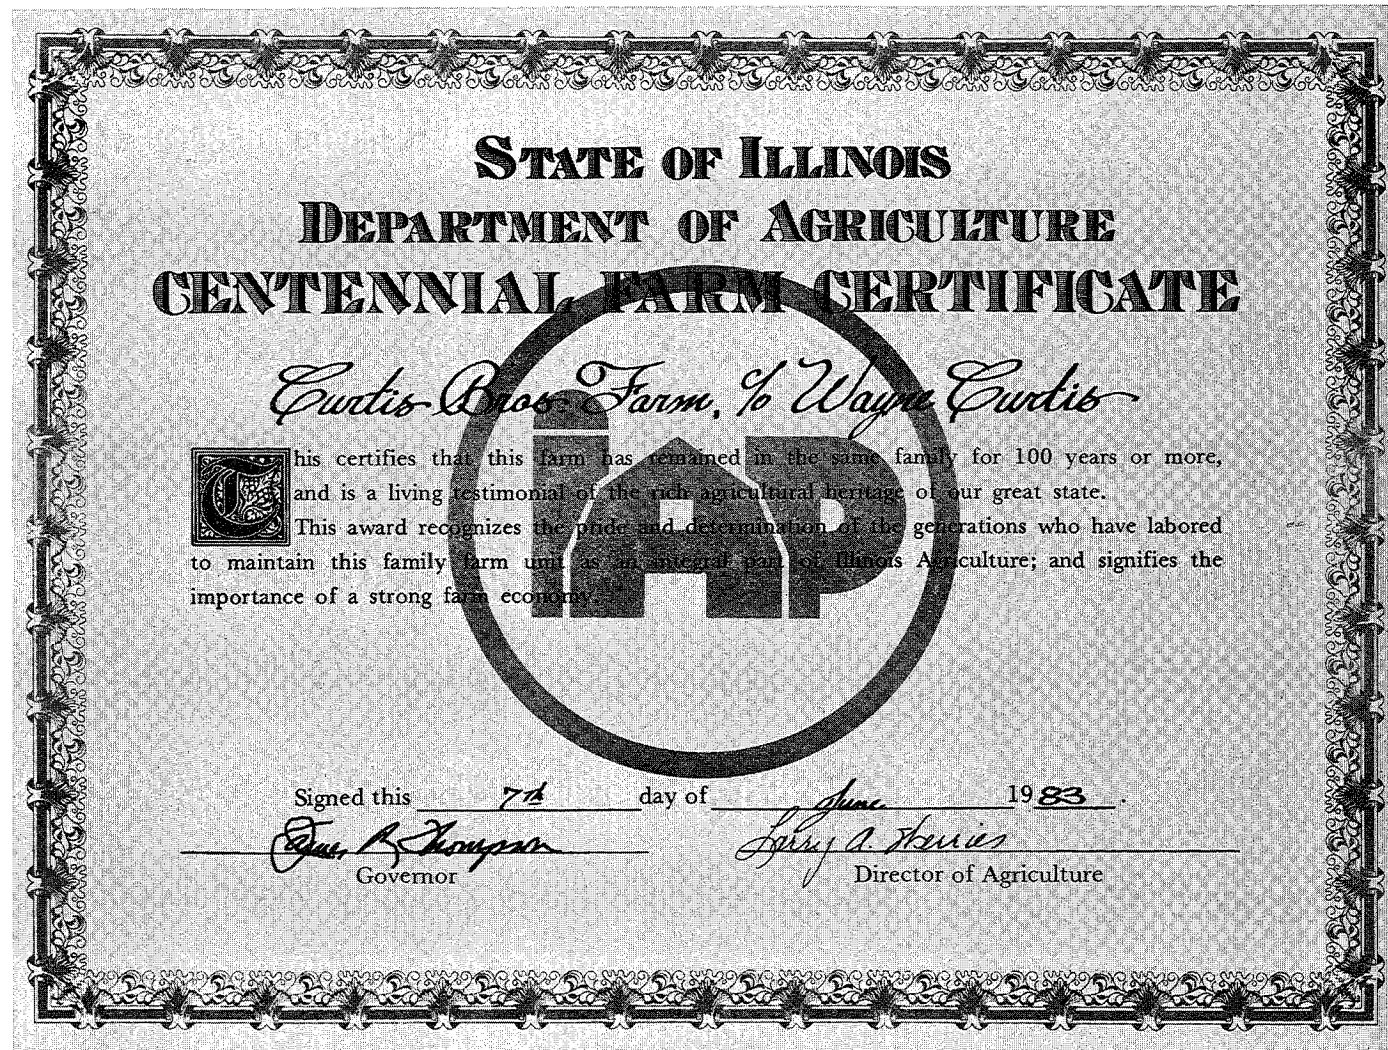 STATE OF ILLINOIS
DEPARTMENT OF AGRICULTURE
CENTENNIAL FARM CERTIFICATE
Curtis Bros. Farm, c/o Wayne Curtis
iAP
This certifies that this farm has remained in the same family for 100 years or more,
and is a living testimonial of the rich agricultural heritage of our great state.
This award recognizes the pride and determination of the generations who have labored
to maintain this family farm unit as an integral part of Illinois Agriculture; and signifies the
importance of a strong farm economy.
Signed this 7th day of June 1983.
James R. Thompson Larry A. Werries
Governor Director of Agriculture